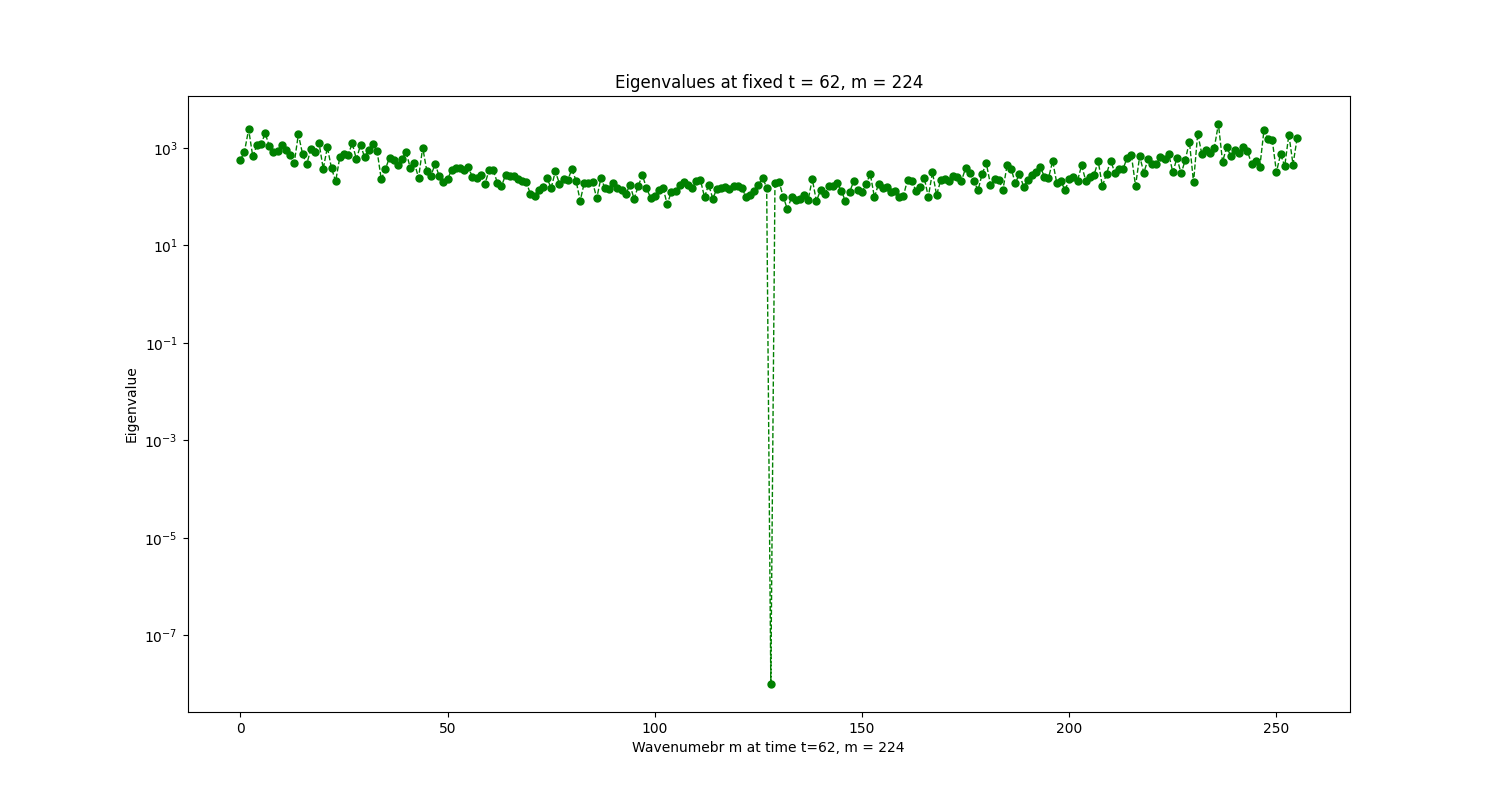 Eigenvalues at fixed t = 62, m = 224
10³
10¹
10⁻¹
10⁻³
10⁻⁵
10⁻⁷
Eigenvalue
0 50 100 150 200 250
Wavenumebr m at time t=62, m = 224